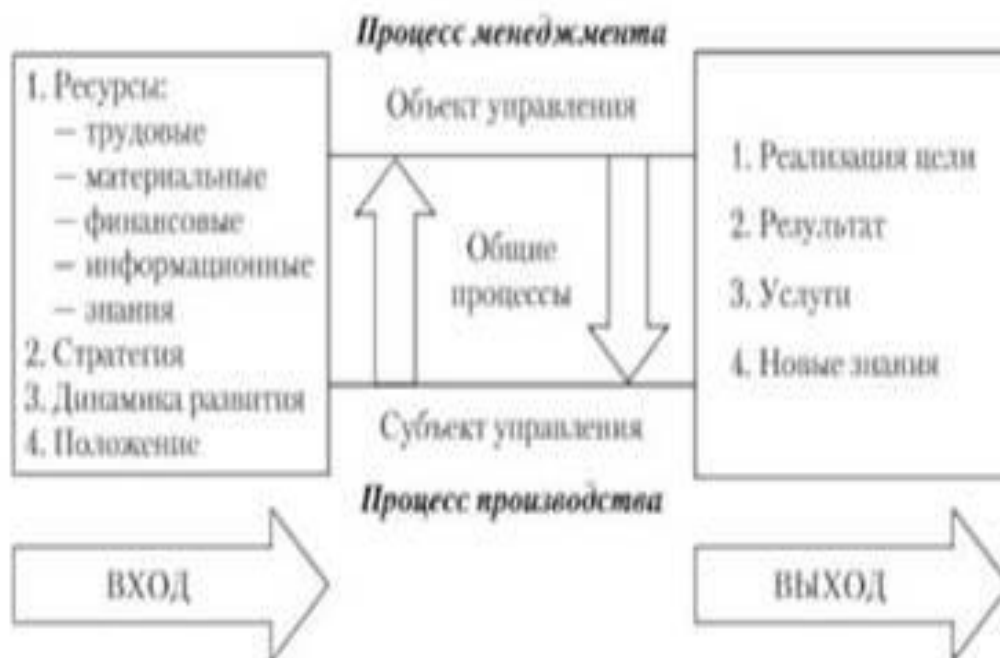 Процесс менеджмента
1. Ресурсы:
– трудовые
– материальные
– финансовые
– информационные
– знания
2. Стратегия
3. Динамика развития
4. Положение
Объект управления
Общие
процессы
Субъект управления
Процесс производства
1. Реализация цели
2. Результат
3. Услуги
4. Новые знания
ВХОД
ВЫХОД